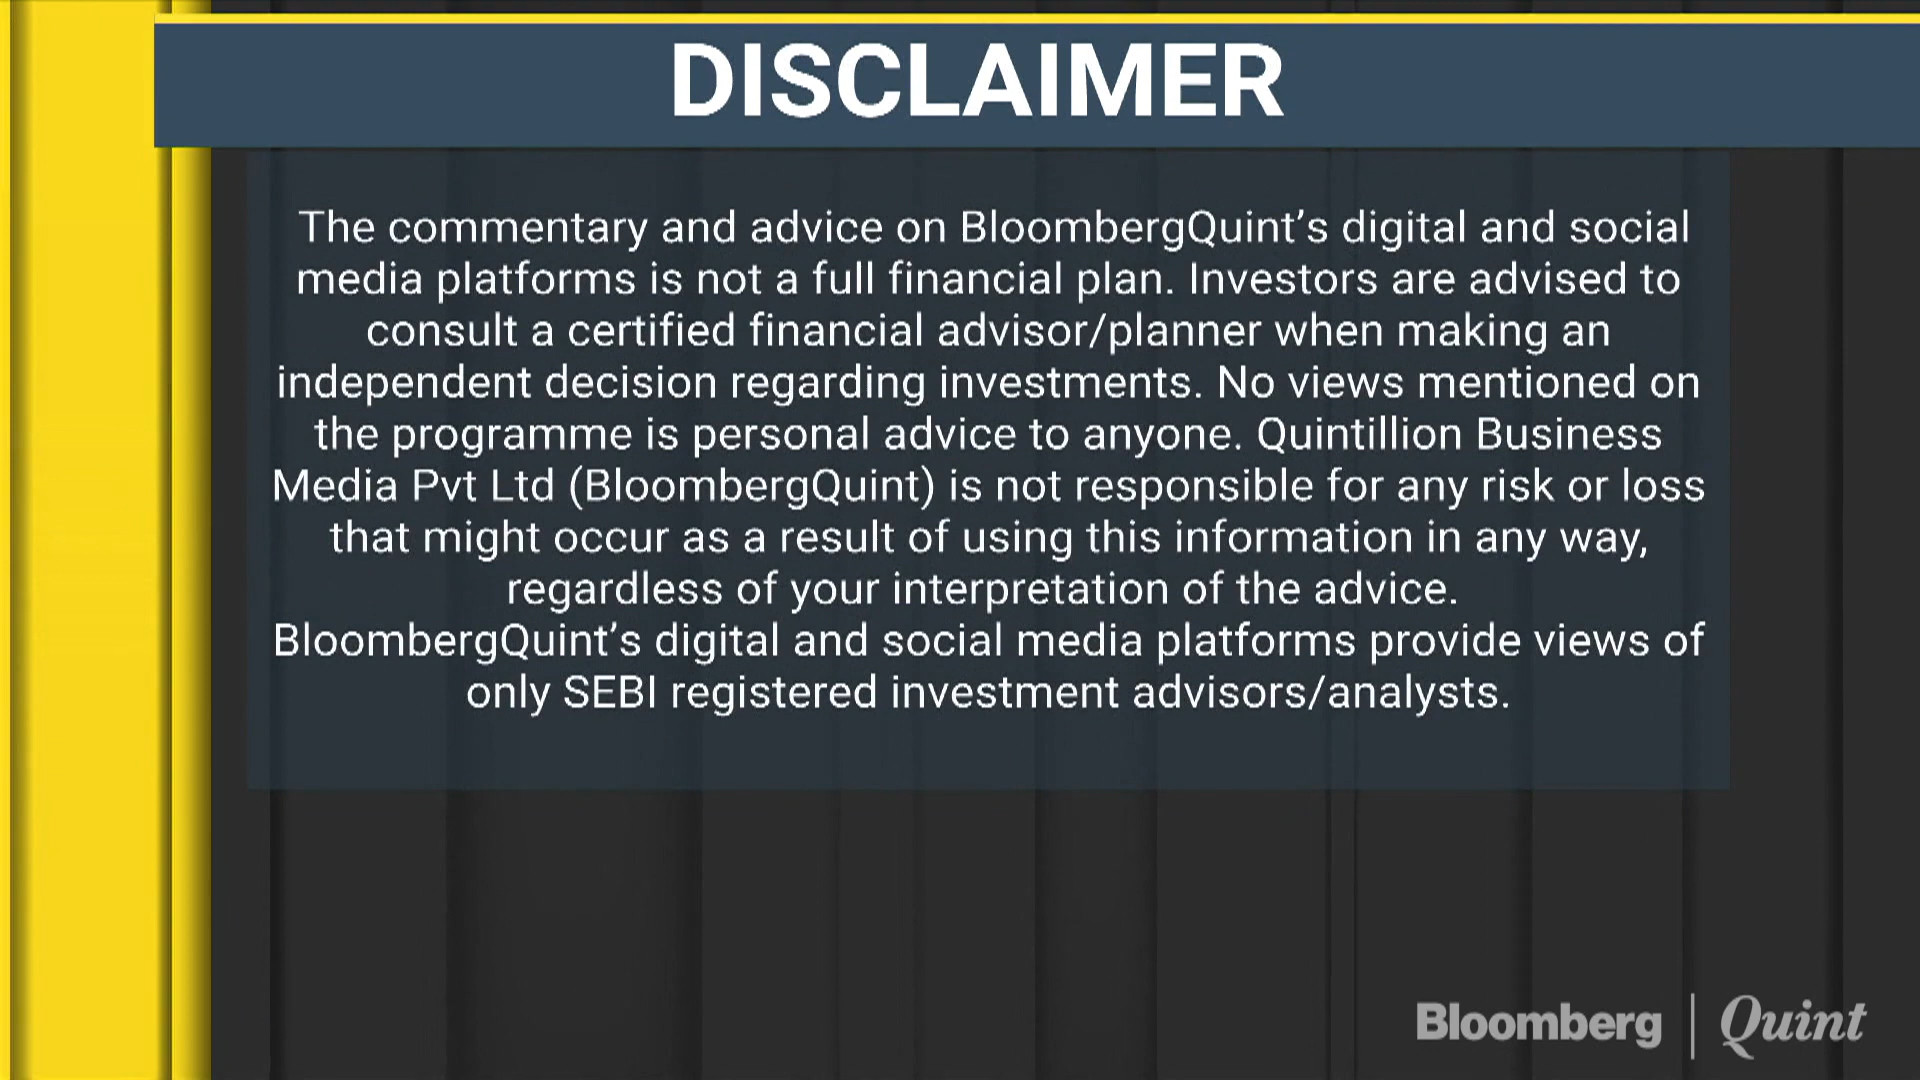 DISCLAIMER
The commentary and advice on BloombergQuint’s digital and social
media platforms is not a full financial plan. Investors are advised to
consult a certified financial advisor/planner when making an
independent decision regarding investments. No views mentioned on
the programme is personal advice to anyone. Quintillion Business
Media Pvt Ltd (BloombergQuint) is not responsible for any risk or loss
that might occur as a result of using this information in any way,
regardless of your interpretation of the advice.
BloombergQuint’s digital and social media platforms provide views of
only SEBI registered investment advisors/analysts.
Bloomberg | Quint